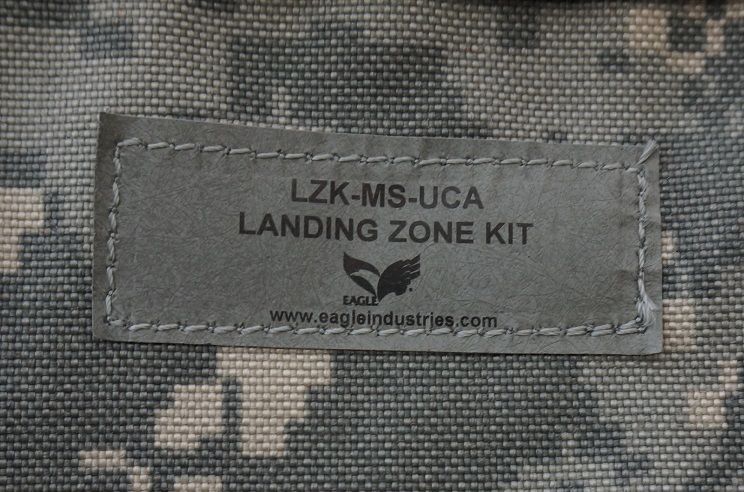 LZK-MS-UCA
LANDING ZONE KIT
EAGLE
www.eagleindustries.com